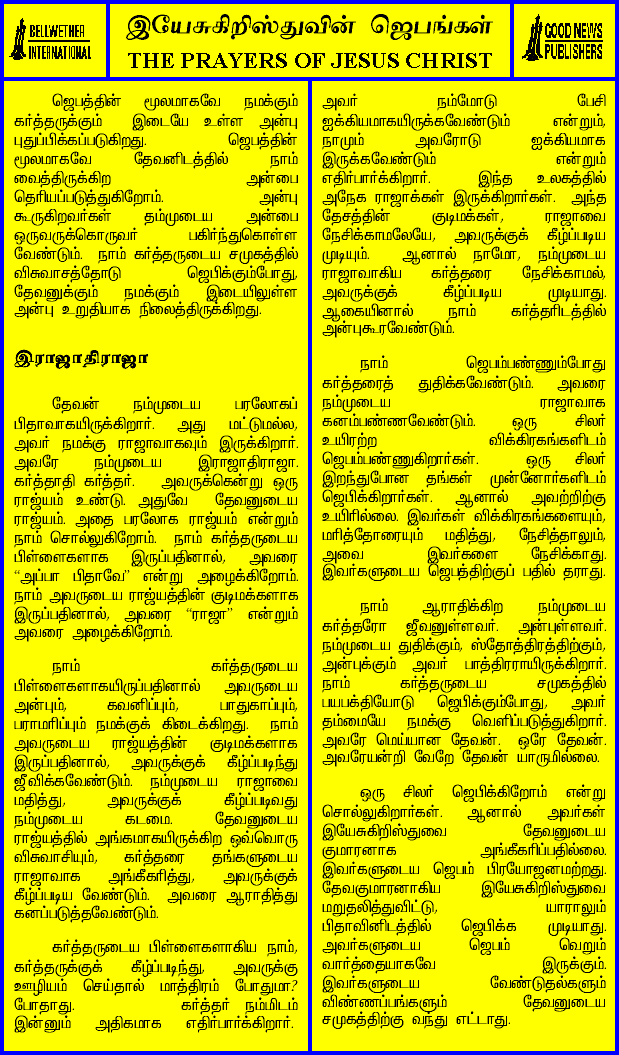 BELLWETHER
INTERNATIONAL
இயேசுகிறிஸ்துவின் ஜெபங்கள்
THE PRAYERS OF JESUS CHRIST
GOOD NEWS
PUBLISHERS
ஜெபத்தின் மூலமாகவே நமக்கும்
கர்த்தருக்கும் இடையே உள்ள அன்பு
புதுப்பிக்கப்படுகிறது. ஜெபத்தின்
மூலமாகவே தேவனிடத்தில் நாம்
வைத்திருக்கிற அன்பை
தெரியப்படுத்துகிறோம். அன்பு
கூருகிறவர்கள் தம்முடைய அன்பை
ஒருவருக்கொருவர் பகிர்ந்துகொள்ள
வேண்டும். நாம் கர்த்தருடைய சமுகத்தில்
விசுவாசத்தோடு ஜெபிக்கும்போது,
தேவனுக்கும் நமக்கும் இடையிலுள்ள
அன்பு உறுதியாக நிலைத்திருக்கிறது.
இராஜாதிராஜா
தேவன் நம்முடைய பரலோகப்
பிதாவாகயிருக்கிறார். அது மட்டுமல்ல,
அவர் நமக்கு ராஜாவாகவும் இருக்கிறார்.
அவரே நம்முடைய இராஜாதிராஜா.
கர்த்தாதி கர்த்தர். அவருக்கென்று ஒரு
ராஜ்யம் உண்டு. அதுவே தேவனுடைய
ராஜ்யம். அதை பரலோக ராஜ்யம் என்றும்
நாம் சொல்லுகிறோம். நாம் கர்த்தருடைய
பிள்ளைகளாக இருப்பதினால், அவரை
“அப்பா பிதாவே” என்று அழைக்கிறோம்.
நாம் அவருடைய ராஜ்யத்தின் குடிமக்களாக
இருப்பதினால், அவரை “ராஜா” என்றும்
அவரை அழைக்கிறோம்.
நாம் கர்த்தருடைய
பிள்ளைகளாகயிருப்பதினால் அவருடைய
அன்பும், கவனிப்பும், பாதுகாப்பும்,
பராமரிப்பும் நமக்குக் கிடைக்கிறது. நாம்
அவருடைய ராஜ்யத்தின் குடிமக்களாக
இருப்பதினால், அவருக்குக் கீழ்ப்படிந்து
ஜீவிக்கவேண்டும். நம்முடைய ராஜாவை
மதித்து, அவருக்குக் கீழ்ப்படிவது
நம்முடைய கடமை. தேவனுடைய
ராஜ்யத்தில் அங்கமாகயிருக்கிற ஒவ்வொரு
விசுவாசியும், கர்த்தரை தங்களுடைய
ராஜாவாக அங்கீகரித்து, அவருக்குக்
கீழ்ப்படிய வேண்டும். அவரை ஆராதித்து
கனப்படுத்தவேண்டும்.
கர்த்தருடைய பிள்ளைகளாகிய நாம்,
கர்த்தருக்குக் கீழ்ப்படிந்து, அவருக்கு
ஊழியம் செய்தால் மாத்திரம் போதுமா?
போதாது. கர்த்தர் நம்மிடம்
இன்னும் அதிகமாக எதிர்பார்க்கிறார்.
அவர் நம்மோடு பேசி
ஐக்கியமாகயிருக்கவேண்டும் என்றும்,
நாமும் அவரோடு ஐக்கியமாக
இருக்கவேண்டும் என்றும்
எதிர்பார்க்கிறார். இந்த உலகத்தில்
அநேக ராஜாக்கள் இருக்கிறார்கள். அந்த
தேசத்தின் குடிமக்கள், ராஜாவை
நேசிக்காமலேயே, அவருக்குக் கீழ்ப்படிய
முடியும். ஆனால் நாமோ, நம்முடைய
ராஜாவாகிய கர்த்தரை நேசிக்காமல்,
அவருக்குக் கீழ்ப்படிய முடியாது.
ஆகையினால் நாம் கர்த்தரிடத்தில்
அன்புகூரவேண்டும்.
நாம் ஜெபம்பண்ணும்போது
கர்த்தரைத் துதிக்கவேண்டும். அவரை
நம்முடைய ராஜாவாக
கனம்பண்ணவேண்டும். ஒரு சிலர்
உயிரற்ற விக்கிரகங்களிடம்
ஜெபம்பண்ணுகிறார்கள். ஒரு சிலர்
இறந்துபோன தங்கள் முன்னோர்களிடம்
ஜெபிக்கிறார்கள். ஆனால் அவற்றிற்கு
உயிரில்லை. இவர்கள் விக்கிரகங்களையும்,
மரித்தோரையும் மதித்து, நேசித்தாலும்,
அவை இவர்களை நேசிக்காது.
இவர்களுடைய ஜெபத்திற்குப் பதில் தராது.
நாம் ஆராதிக்கிற நம்முடைய
கர்த்தரோ ஜீவனுள்ளவர். அன்புள்ளவர்.
நம்முடைய துதிக்கும், ஸ்தோத்திரத்திற்கும்,
அன்புக்கும் அவர் பாத்திரராயிருக்கிறார்.
நாம் கர்த்தருடைய சமுகத்தில்
பயபக்தியோடு ஜெபிக்கும்போது, அவர்
தம்மையே நமக்கு வெளிப்படுத்துகிறார்.
அவரே மெய்யான தேவன். ஒரே தேவன்.
அவரேயன்றி வேறே தேவன் யாருமில்லை.
ஒரு சிலர் ஜெபிக்கிறோம் என்று
சொல்லுகிறார்கள். ஆனால் அவர்கள்
இயேசுகிறிஸ்துவை தேவனுடைய
குமாரனாக அங்கீகரிப்பதில்லை.
இவர்களுடைய ஜெபம் பிரயோஜனமற்றது.
தேவகுமாரனாகிய இயேசுகிறிஸ்துவை
மறுதலித்துவிட்டு, யாராலும்
பிதாவினிடத்தில் ஜெபிக்க முடியாது.
அவர்களுடைய ஜெபம் வெறும்
வார்த்தையாகவே இருக்கும்.
இவர்களுடைய வேண்டுதல்களும்
விண்ணப்பங்களும் தேவனுடைய
சமுகத்திற்கு வந்து எட்டாது.